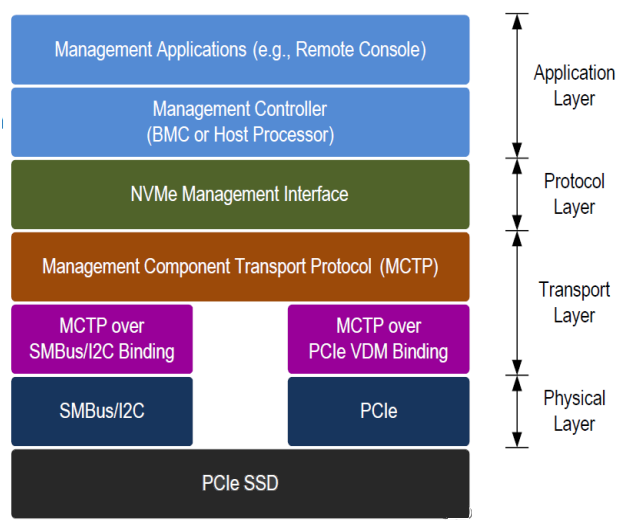 Management Applications (e.g., Remote Console)
Application
Layer
Management Controller
(BMC or Host Processor)
NVMe Management Interface
Protocol
Layer
Management Component Transport Protocol (MCTP)
Transport
Layer
MCTP over
SMBus/I2C Binding
MCTP over
PCIe VDM Binding
SMBus/I2C
PCIe
Physical
Layer
PCIe SSD